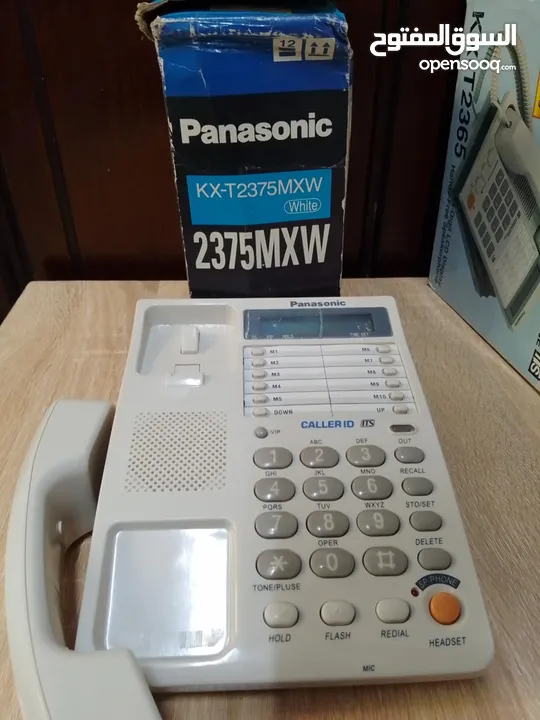 السوق المفتوح
opensooq.com
12
Panasonic
KX-T2375MXW
White
2375MXW
T2365
Panasonic
M1
M2
M3
M4
M5
DOWN
M6
M7
M8
M9
M10
UP
VIP
CALLER ID ITS
1
ABC
2
DEF
3
OUT
GHI
4
JKL
5
MNO
6
RECALL
PQRS
7
TUV
8
WXYZ
9
STO/SET
*
OPER
0
#
DELETE
TONE/PLUSE
SP-PHONE
HOLD
FLASH
REDIAL
HEADSET
MIC